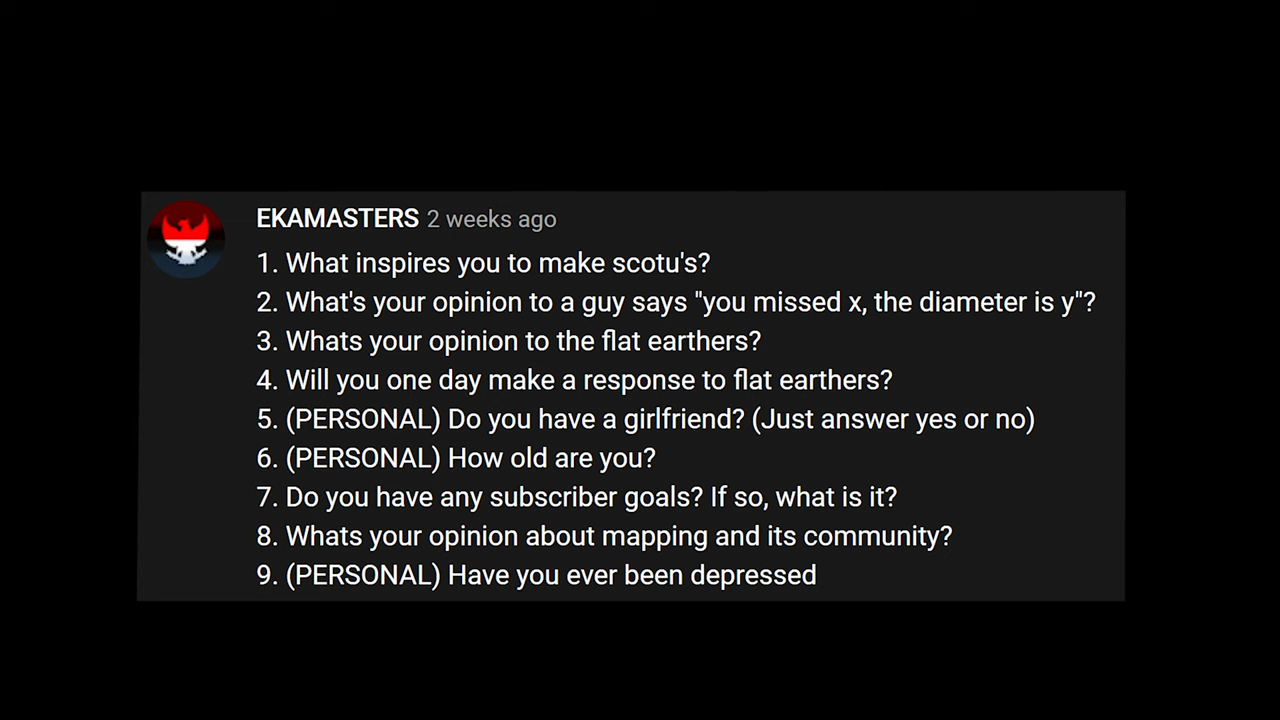 EKAMASTERS 2 weeks ago
1. What inspires you to make scotu's?
2. What's your opinion to a guy says "you missed x, the diameter is y"?
3. Whats your opinion to the flat earthers?
4. Will you one day make a response to flat earthers?
5. (PERSONAL) Do you have a girlfriend? (Just answer yes or no)
6. (PERSONAL) How old are you?
7. Do you have any subscriber goals? If so, what is it?
8. Whats your opinion about mapping and its community?
9. (PERSONAL) Have you ever been depressed